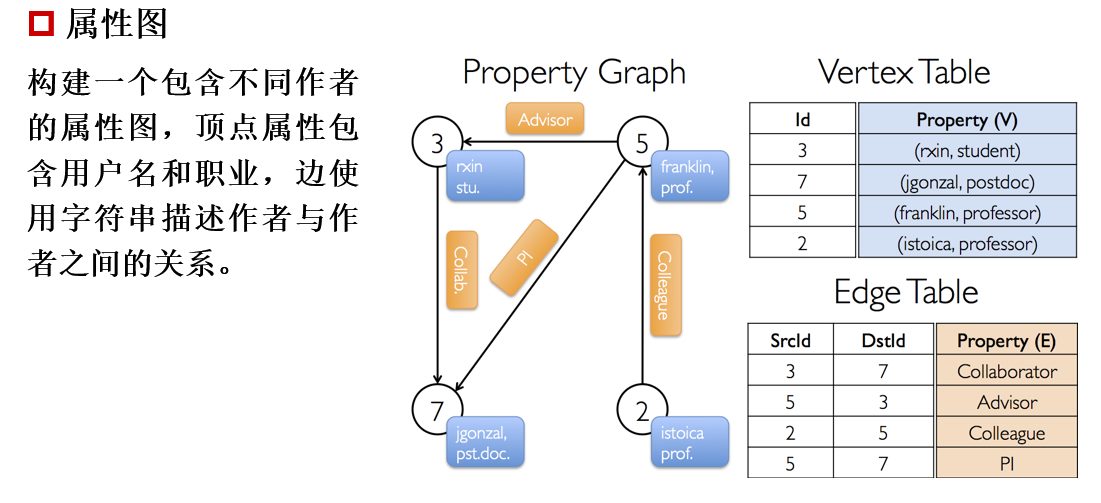 属性图
构建一个包含不同作者
的属性图，顶点属性包
含用户名和职业，边使
用字符串描述作者与作
者之间的关系。
Property Graph
Advisor
3
5
rxin
stu.
franklin,
prof.
Collab.
PI
Colleague
7
2
jgonzal,
pst.doc.
istoica
prof.
Vertex Table
Id Property (V)
3 (rxin, student)
7 (jgonzal, postdoc)
5 (franklin, professor)
2 (istoica, professor)
Edge Table
SrcId DstId Property (E)
3 7 Collaborator
5 3 Advisor
2 5 Colleague
5 7 PI